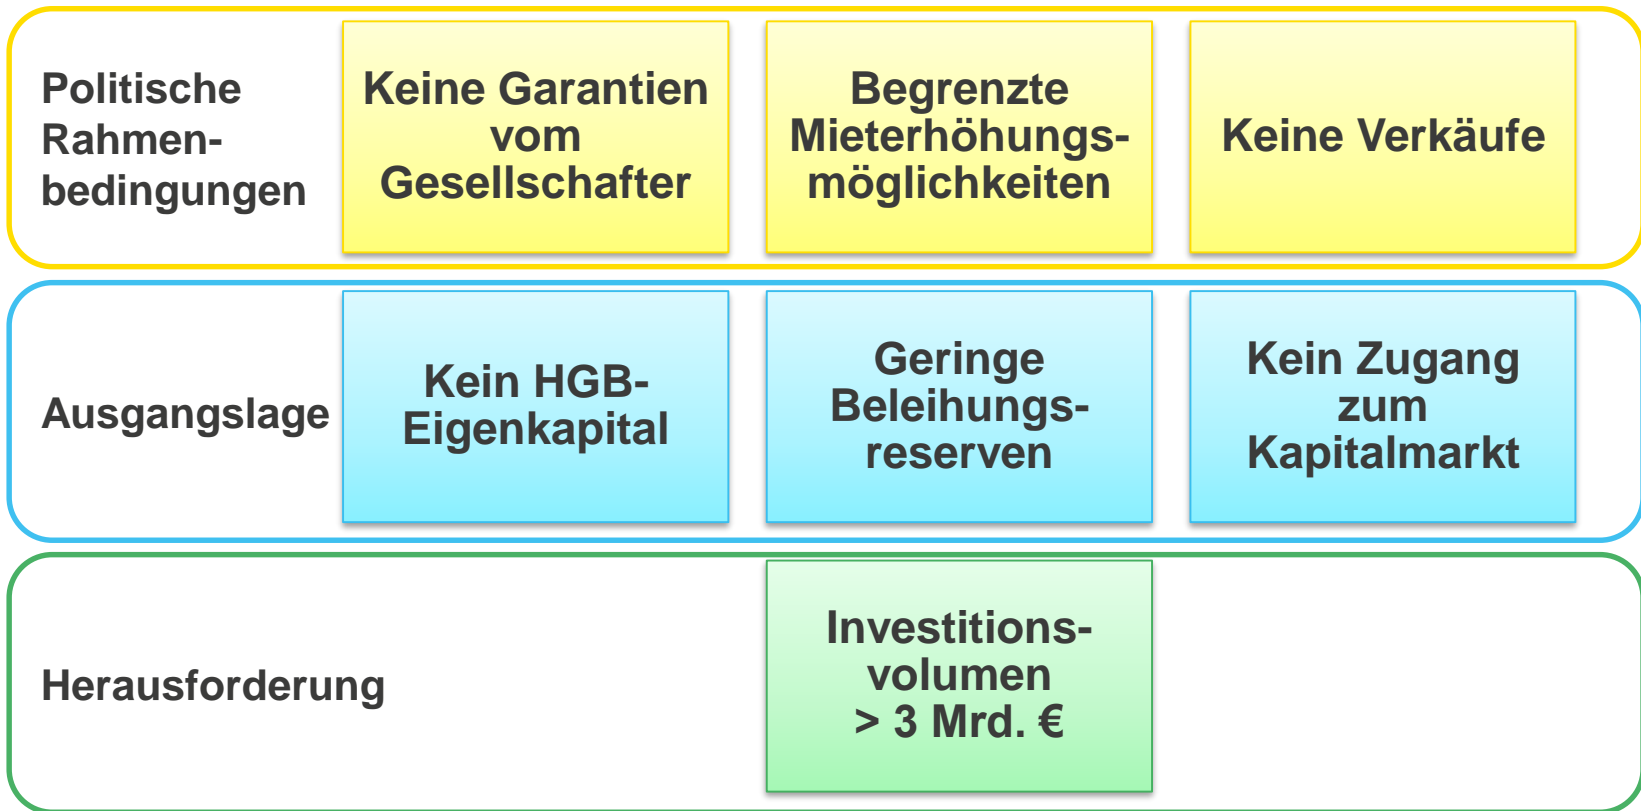 Politische
Rahmen-
bedingungen
Keine Garantien
vom
Gesellschafter
Begrenzte
Mieterhöhungs-
möglichkeiten
Keine Verkäufe
Ausgangslage
Kein HGB-
Eigenkapital
Geringe
Beleihungs-
reserven
Kein Zugang
zum
Kapitalmarkt
Herausforderung
Investitions-
volumen
> 3 Mrd. €